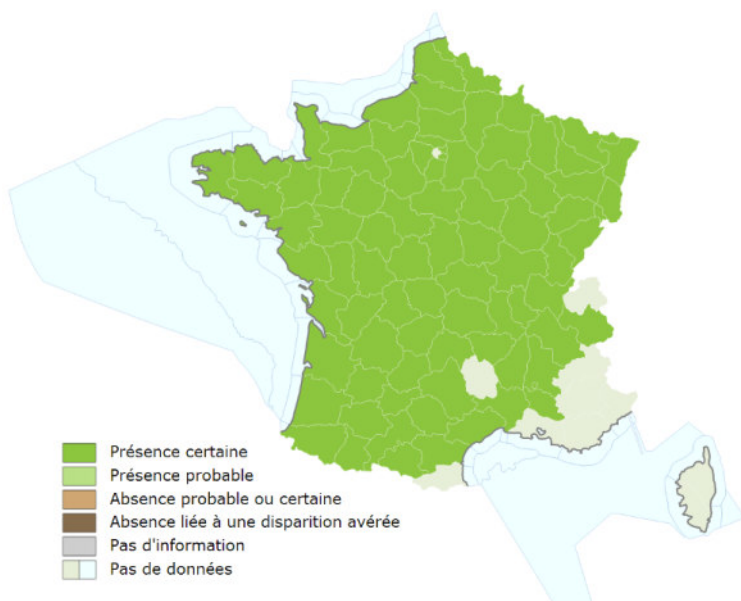 Présence certaine
Présence probable
Absence probable ou certaine
Absence liée à une disparition avérée
Pas d'information
Pas de données